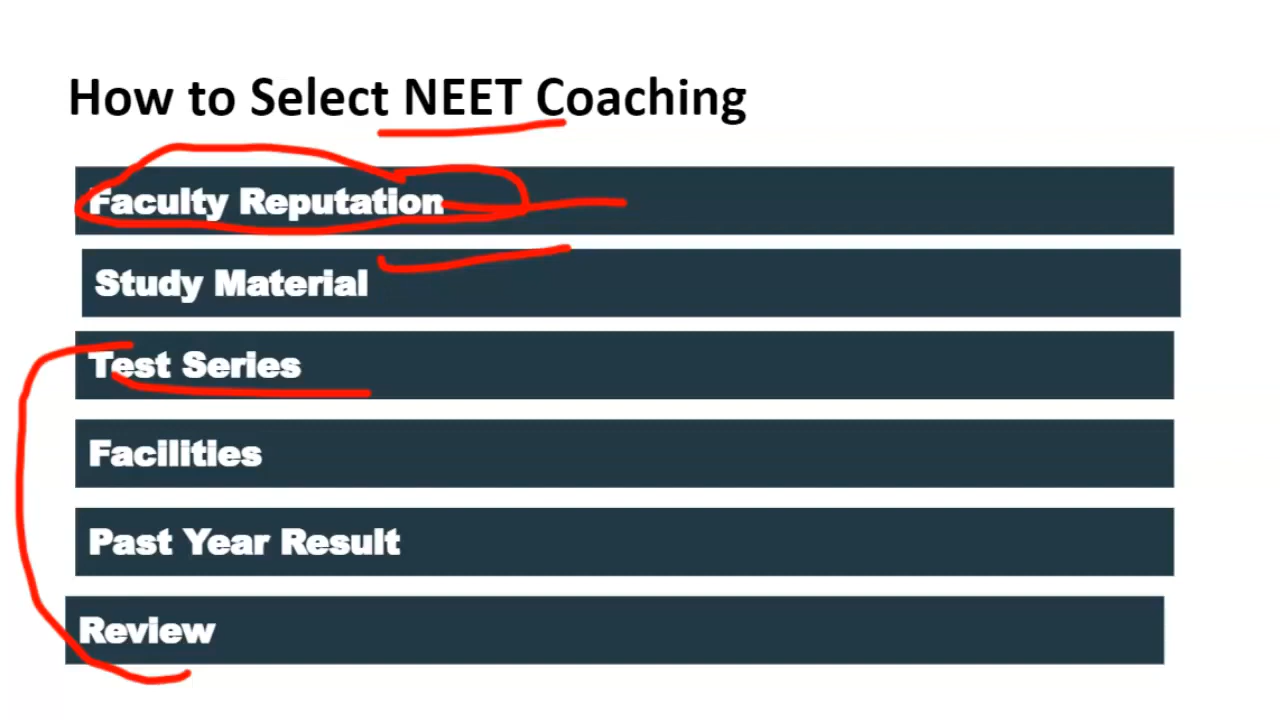 How to Select NEET Coaching
Faculty Reputation
Study Material
Test Series
Facilities
Past Year Result
Review